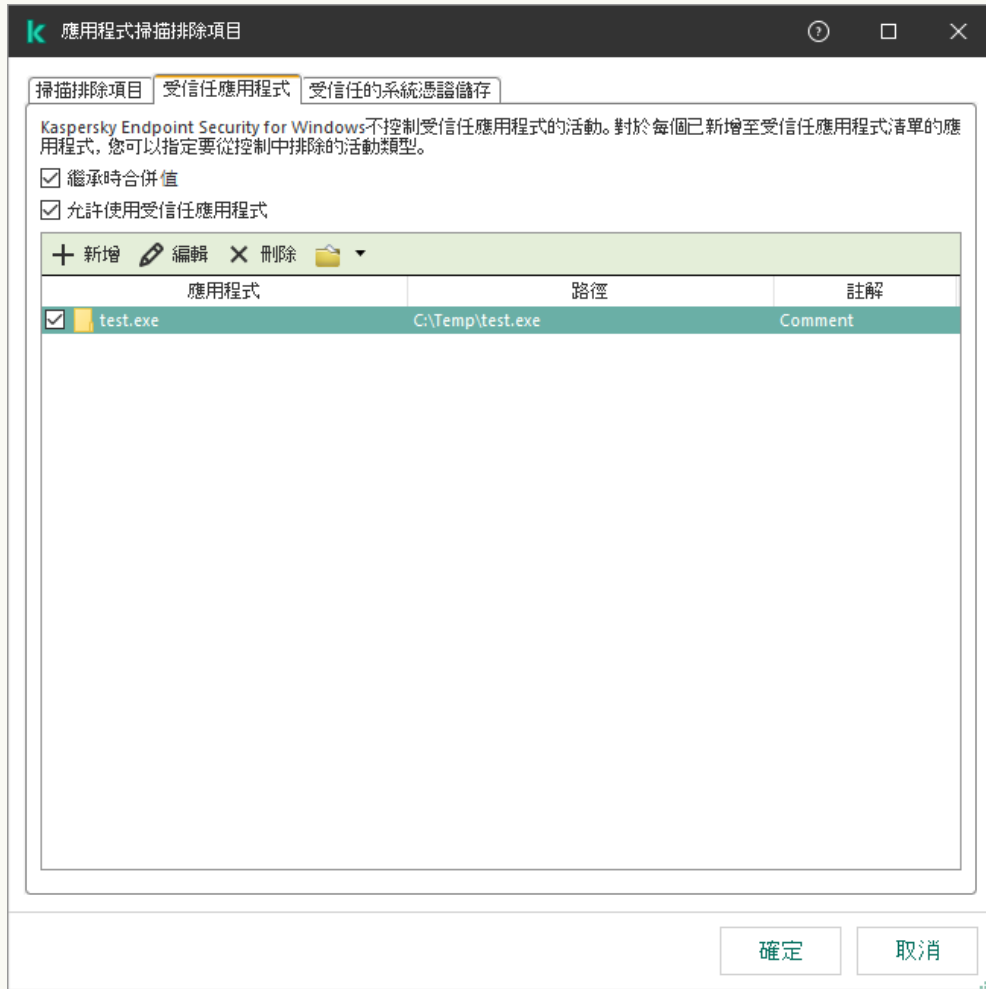 應用程式掃描排除項目
掃描排除項目 受信任應用程式 受信任的系統憑證儲存
Kaspersky Endpoint Security for Windows不控制受信任應用程式的活動。對於每個已新增至受信任應用程式清單的應
用程式，您可以指定要從控制中排除的活動類型。
繼承時合併值
允許使用受信任應用程式
新增 編輯 刪除
應用程式 路徑 註解
test.exe C:\Temp\test.exe Comment
確定 取消